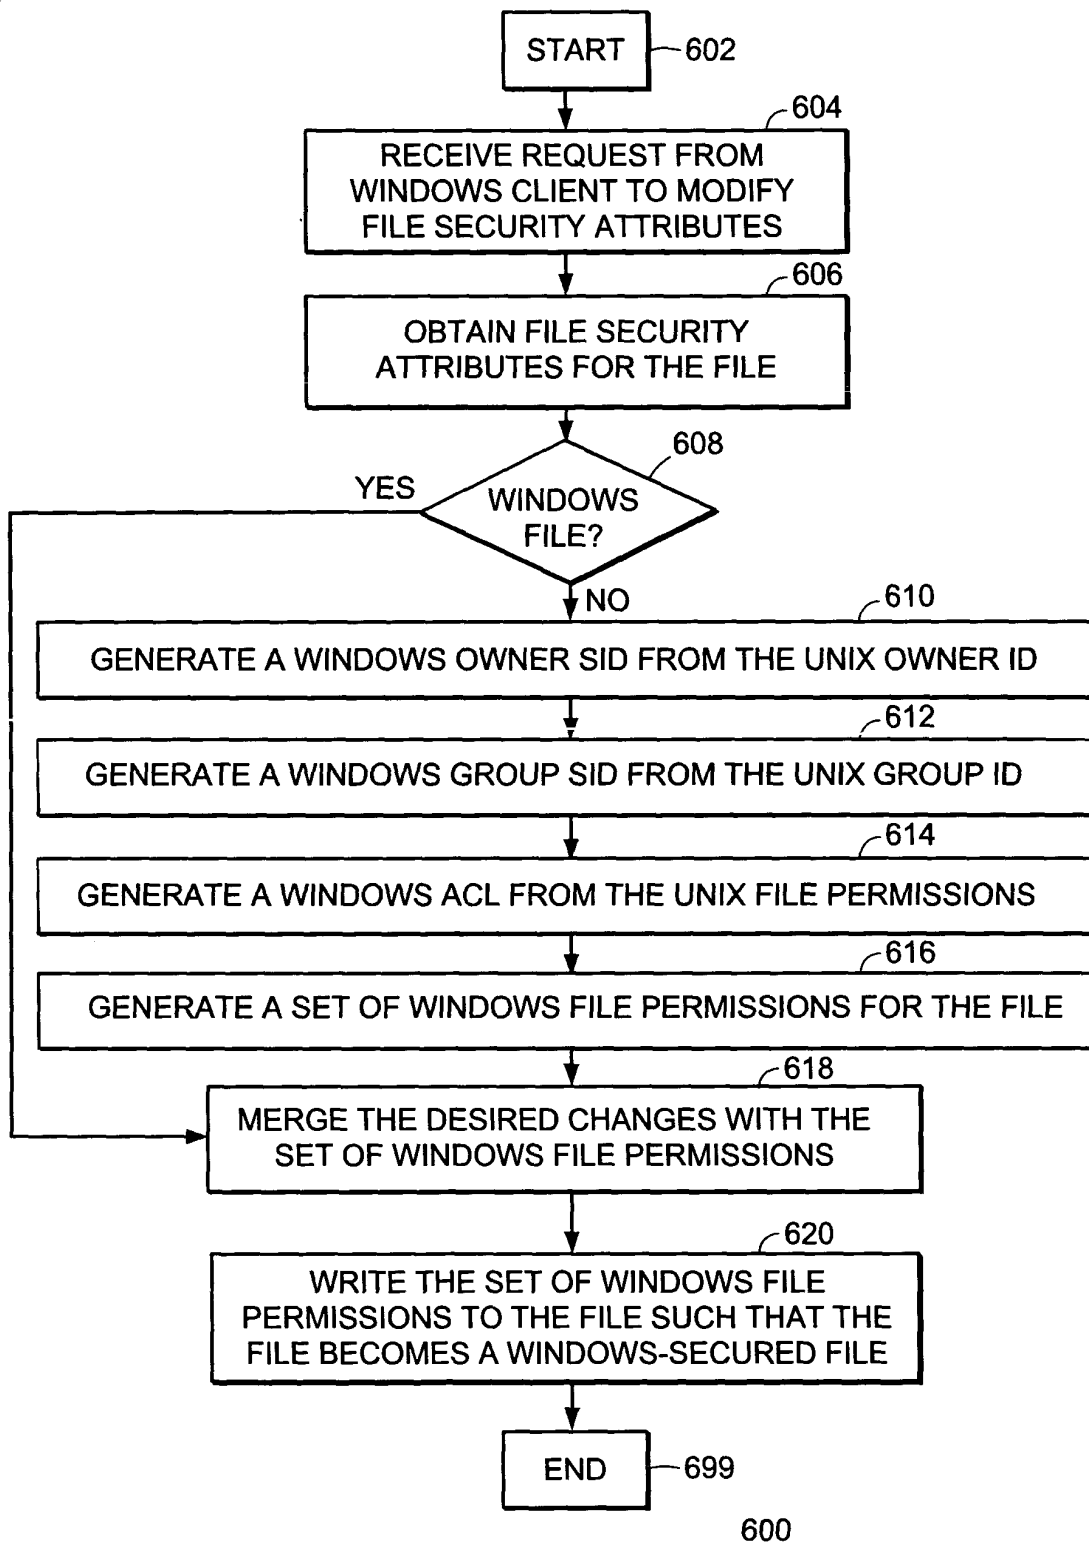 START
602
604
RECEIVE REQUEST FROM
WINDOWS CLIENT TO MODIFY
FILE SECURITY ATTRIBUTES
606
OBTAIN FILE SECURITY
ATTRIBUTES FOR THE FILE
608
YES
WINDOWS
FILE?
NO
610
GENERATE A WINDOWS OWNER SID FROM THE UNIX OWNER ID
612
GENERATE A WINDOWS GROUP SID FROM THE UNIX GROUP ID
614
GENERATE A WINDOWS ACL FROM THE UNIX FILE PERMISSIONS
616
GENERATE A SET OF WINDOWS FILE PERMISSIONS FOR THE FILE
618
MERGE THE DESIRED CHANGES WITH THE
SET OF WINDOWS FILE PERMISSIONS
620
WRITE THE SET OF WINDOWS FILE
PERMISSIONS TO THE FILE SUCH THAT THE
FILE BECOMES A WINDOWS-SECURED FILE
END
699
600